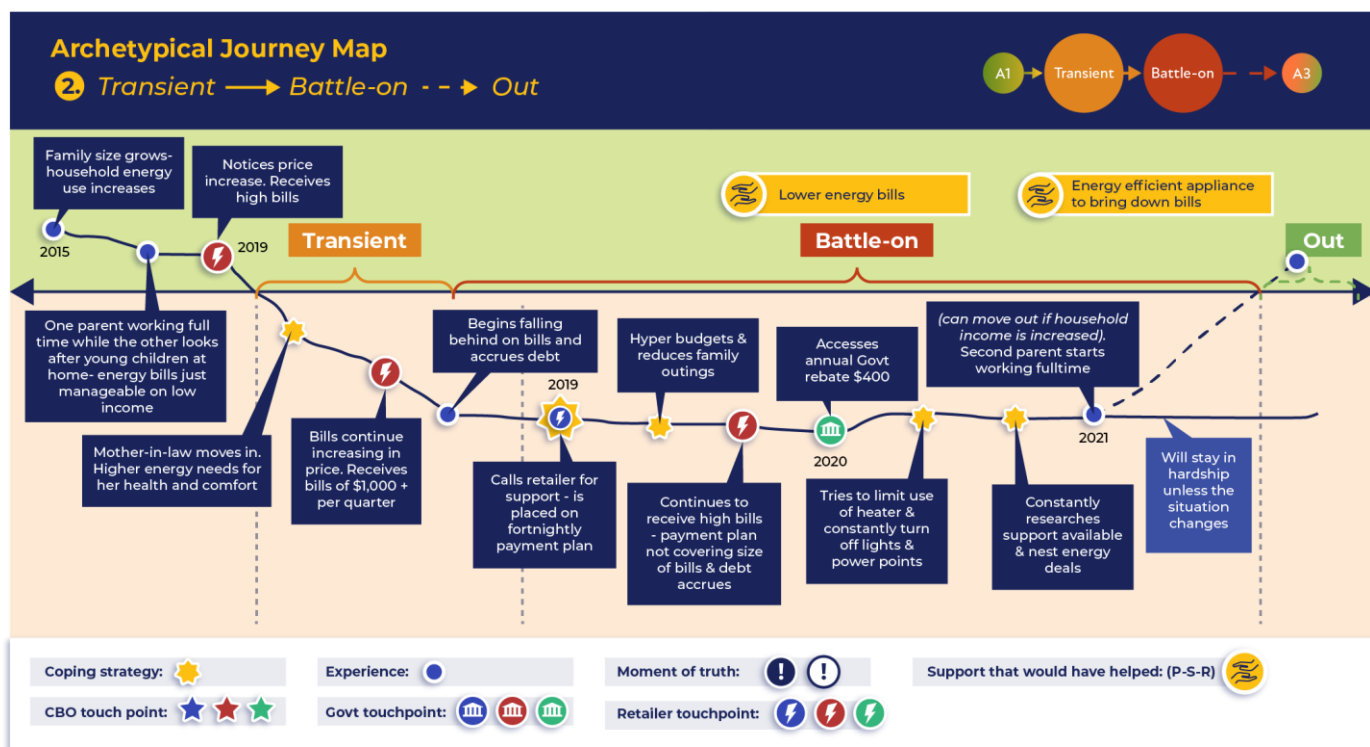 Archetypical Journey Map
2. Transient Battle-on Out
A1
Transient
Battle-on
A3
Family size grows-
household energy
use increases
Notices price
increase. Receives
high bills
Lower energy bills
Energy efficient appliance
to bring down bills
2015
2019
Transient
Battle-on
Out
One parent working full
time while the other looks
after young children at
home- energy bills just
manageable on low
income
Mother-in-law moves in.
Higher energy needs for
her health and comfort
Bills continue
increasing in
price. Receives
bills of $1,000 +
per quarter
Begins falling
behind on bills and
accrues debt
2019
Calls retailer for
support - is
placed on
fortnightly
payment plan
Hyper budgets &
reduces family
outings
Continues to
receive high bills
- payment plan
not covering size
of bills & debt
accrues
Accesses
annual Govt
rebate $400
2020
Tries to limit use
of heater &
constantly turn
off lights &
power points
Constantly
researches
support available
& nest energy
deals
(can move out if household
income is increased).
Second parent starts
working fulltime
2021
Will stay in
hardship
unless the
situation
changes
Coping strategy:
Experience:
Moment of truth: ! !
Support that would have helped: (P-S-R)
CBO touch point:
Govt touchpoint:
Retailer touchpoint: